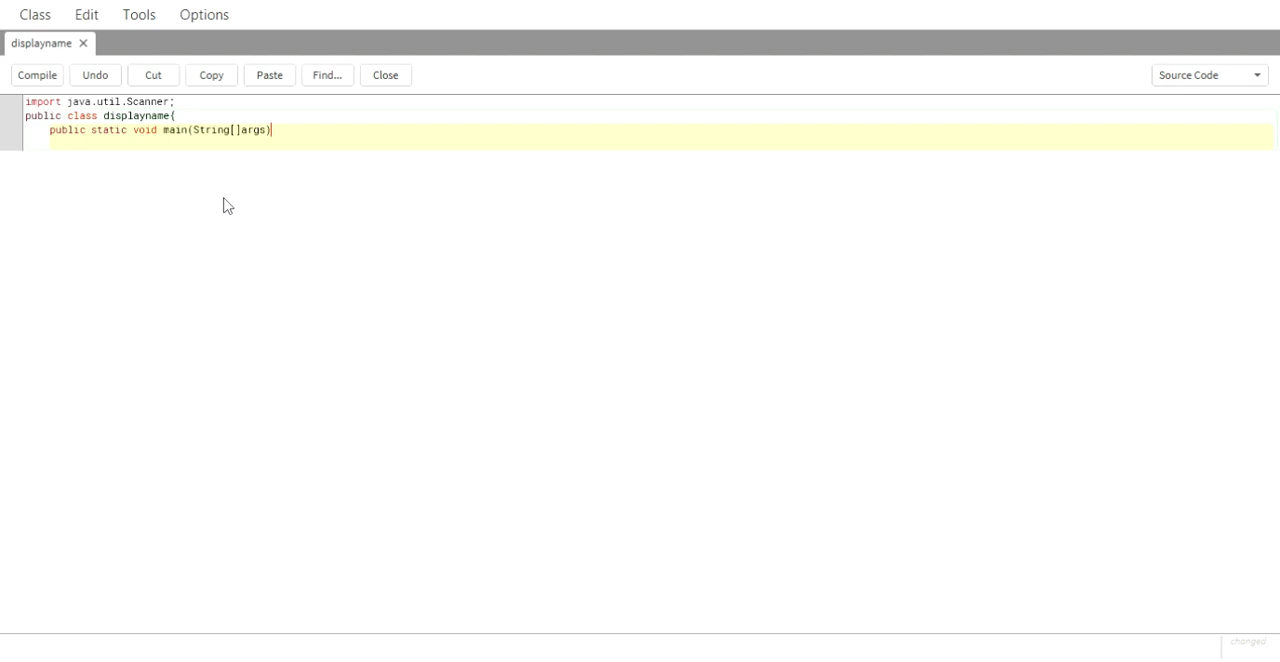 Class Edit Tools Options
displayname
Compile Undo Cut Copy Paste Find... Close Source Code
import java.util.Scanner;
public class displayname{
public static void main(String[]args)
changed